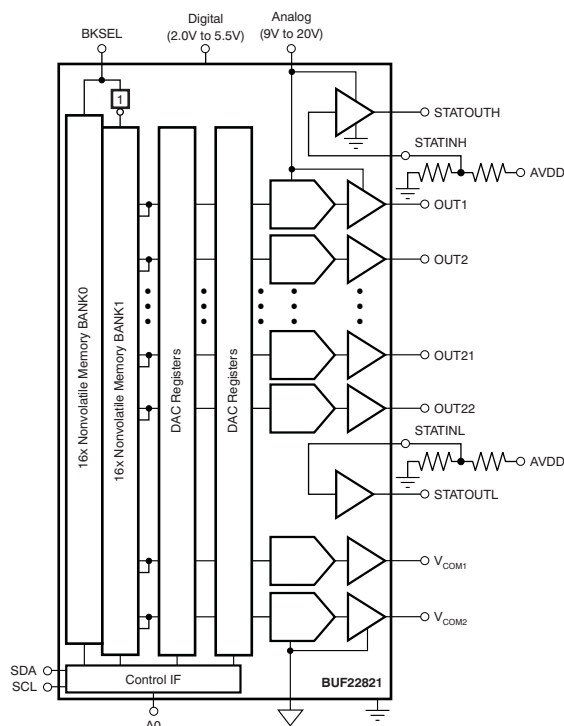 Digital
(2.0V to 5.5V)
Analog
(9V to 20V)
BKSEL
1
STATOUTH
STATINH
AVDD
OUT1
OUT2
16x Nonvolatile Memory BANK0
16x Nonvolatile Memory BANK1
DAC Registers
DAC Registers
OUT21
OUT22
STATINL
AVDD
STATOUTL
VCOM1
VCOM2
SDA
SCL
Control IF
BUF22821
A0